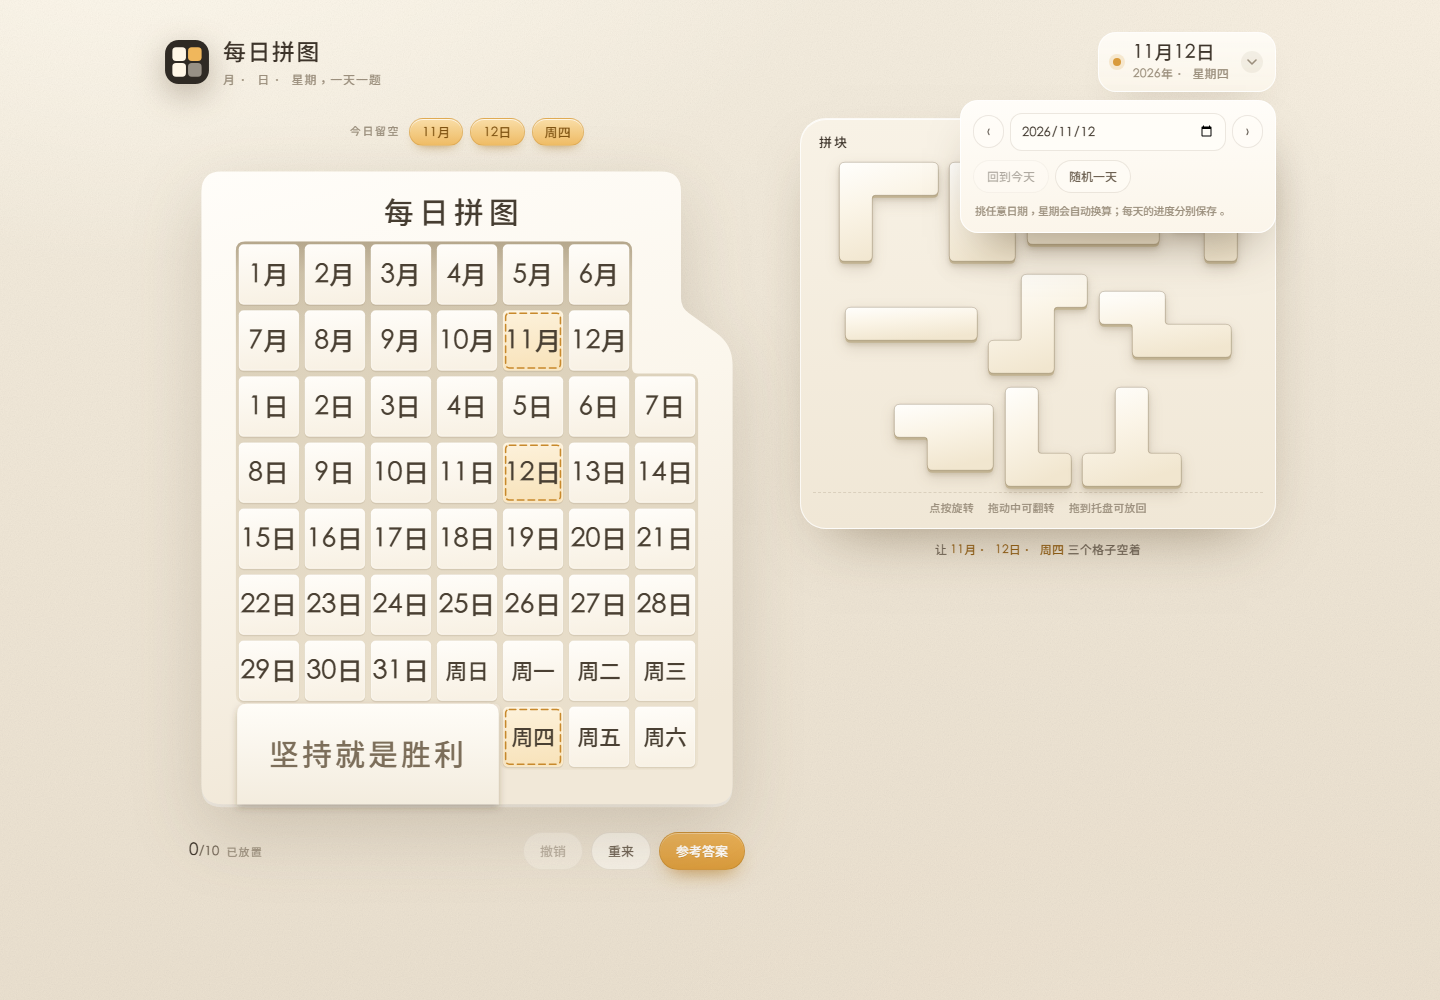 每日拼图
月 · 日 · 星期，一天一题
11月12日
2026年 · 星期四
今日留空 11月 12日 周四
2026/11/12
回到今天 随机一天
挑任意日期，星期会自动换算；每天的进度分别保存。
每日拼图
1月 2月 3月 4月 5月 6月
7月 8月 9月 10月 11月 12月
1日 2日 3日 4日 5日 6日 7日
8日 9日 10日 11日 12日 13日 14日
15日 16日 17日 18日 19日 20日 21日
22日 23日 24日 25日 26日 27日 28日
29日 30日 31日 周日 周一 周二 周三
周四 周五 周六
坚持就是胜利
0/10 已放置
撤销 重来 参考答案
拼块
点按旋转 拖动中可翻转 拖到托盘可放回
让 11月 · 12日 · 周四 三个格子空着